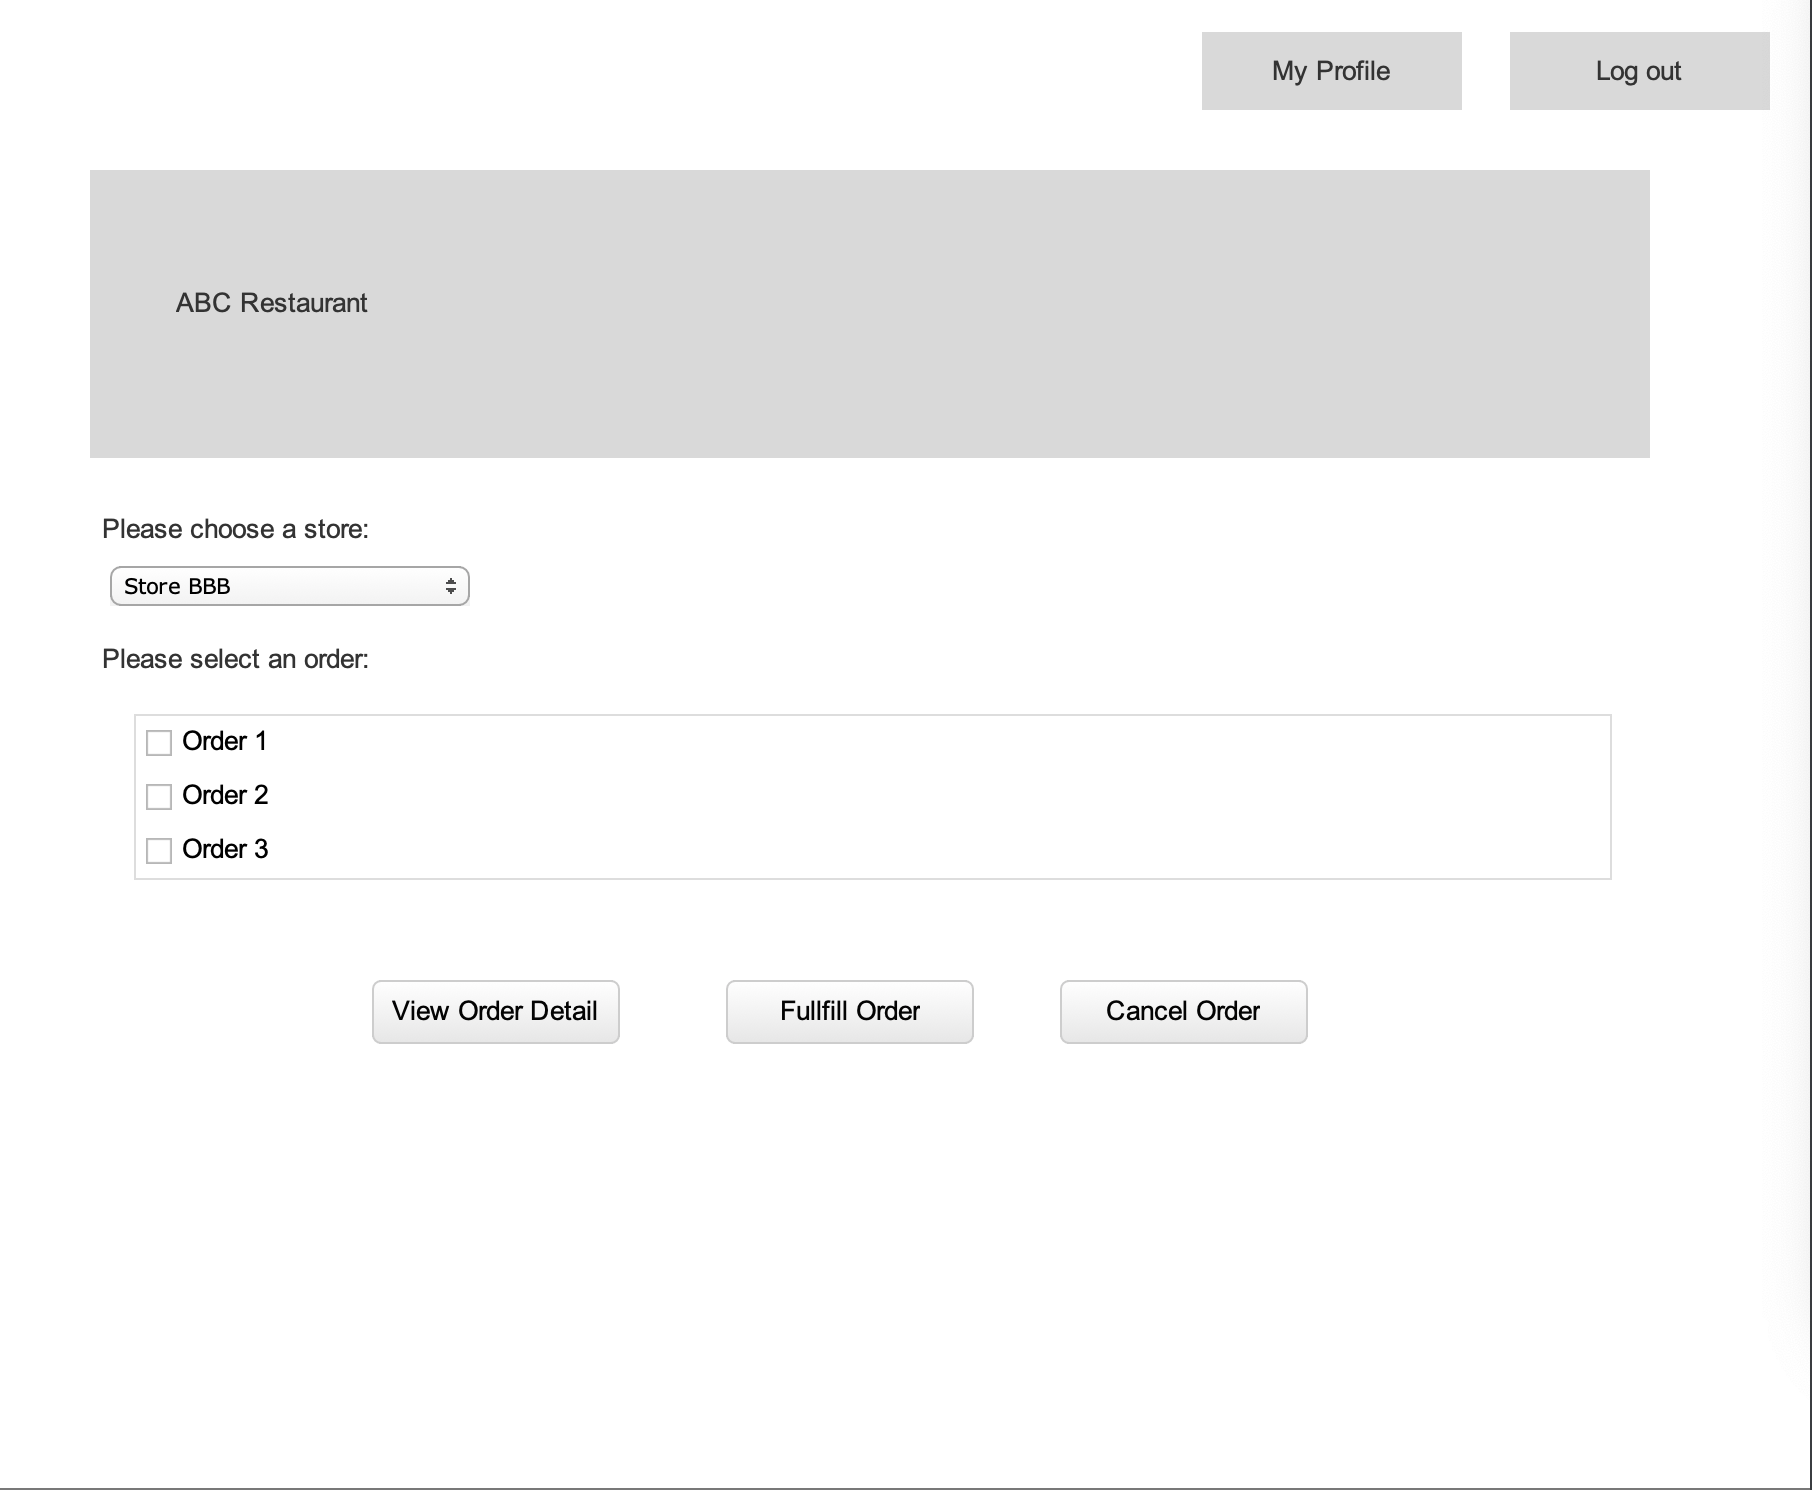 My Profile
Log out
ABC Restaurant
Please choose a store:
Store BBB
Please select an order:
Order 1
Order 2
Order 3
View Order Detail
Fullfill Order
Cancel Order